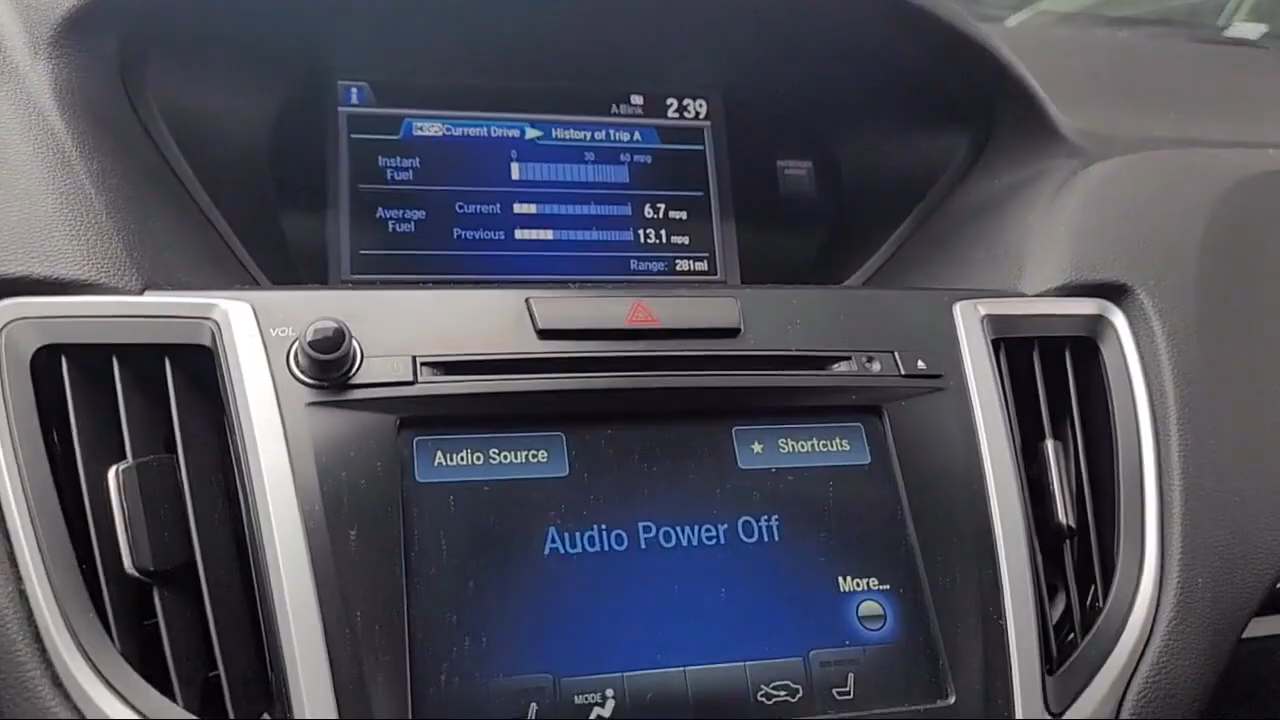 i
A-Blink 2:39
Current Drive History of Trip A
0 30 60 mpg
Instant
Fuel
Average
Fuel
Current 6.7 mpg
Previous 13.1 mpg
Range: 281mi
VOL
Audio Source
★ Shortcuts
Audio Power Off
More...
MODE